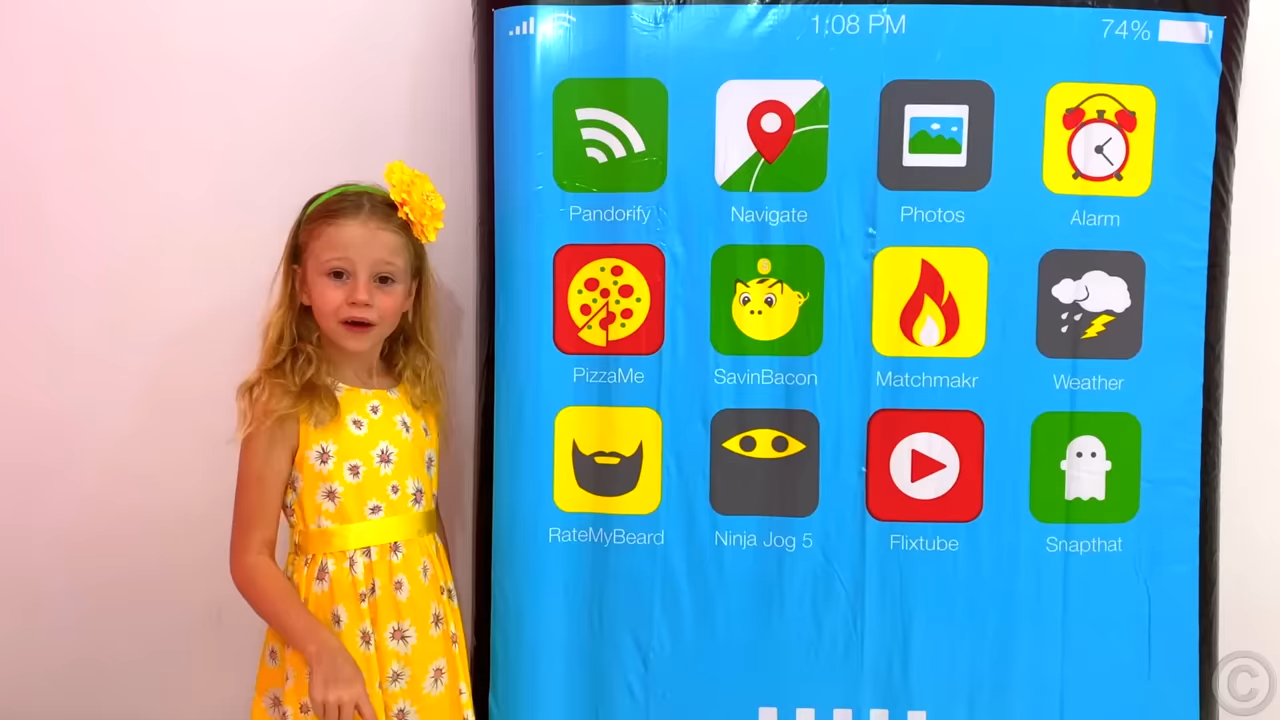 1:08 PM 74%
Pandorify Navigate Photos Alarm
PizzaMe SavinBacon Matchmakr Weather
RateMyBeard Ninja Jog 5 Flixtube Snapthat
©